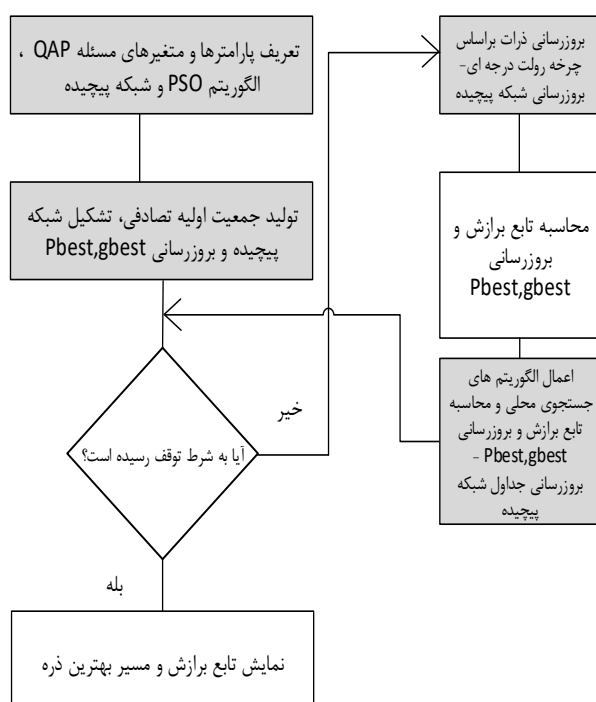 تعریف پارامترها و متغیرهای مسئله QAP ،
الگوریتم PSO و شبکه پیچیده
تولید جمعیت اولیه تصادفی، تشکیل شبکه
پیچیده و بروزرسانی Pbest,gbest
آیا به شرط توقف رسیده است؟
خیر
بله
نمایش تابع برازش و مسیر بهترین ذره
بروزرسانی ذرات براساس
چرخه رولت درجه ای-
بروزرسانی شبکه پیچیده
محاسبه تابع برازش و
بروزرسانی
Pbest,gbest
اعمال الگوریتم های
جستجوی محلی و محاسبه
تابع برازش و بروزرسانی
Pbest,gbest -
بروزرسانی جداول شبکه
پیچیده